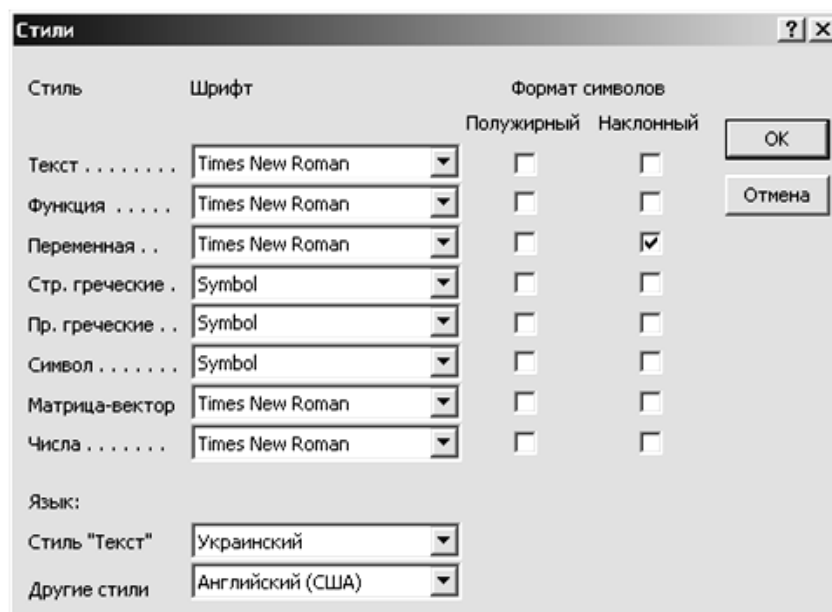 Стили
Стиль Шрифт Формат символов
Полужирный Наклонный
OK
Текст . . . . . . . . Times New Roman
Отмена
Функция . . . . . Times New Roman
Переменная . . Times New Roman
Стр. греческие . Symbol
Пр. греческие . . Symbol
Символ . . . . . . . Symbol
Матрица-вектор Times New Roman
Числа . . . . . . . Times New Roman
Язык:
Стиль "Текст" Украинский
Другие стили Английский (США)